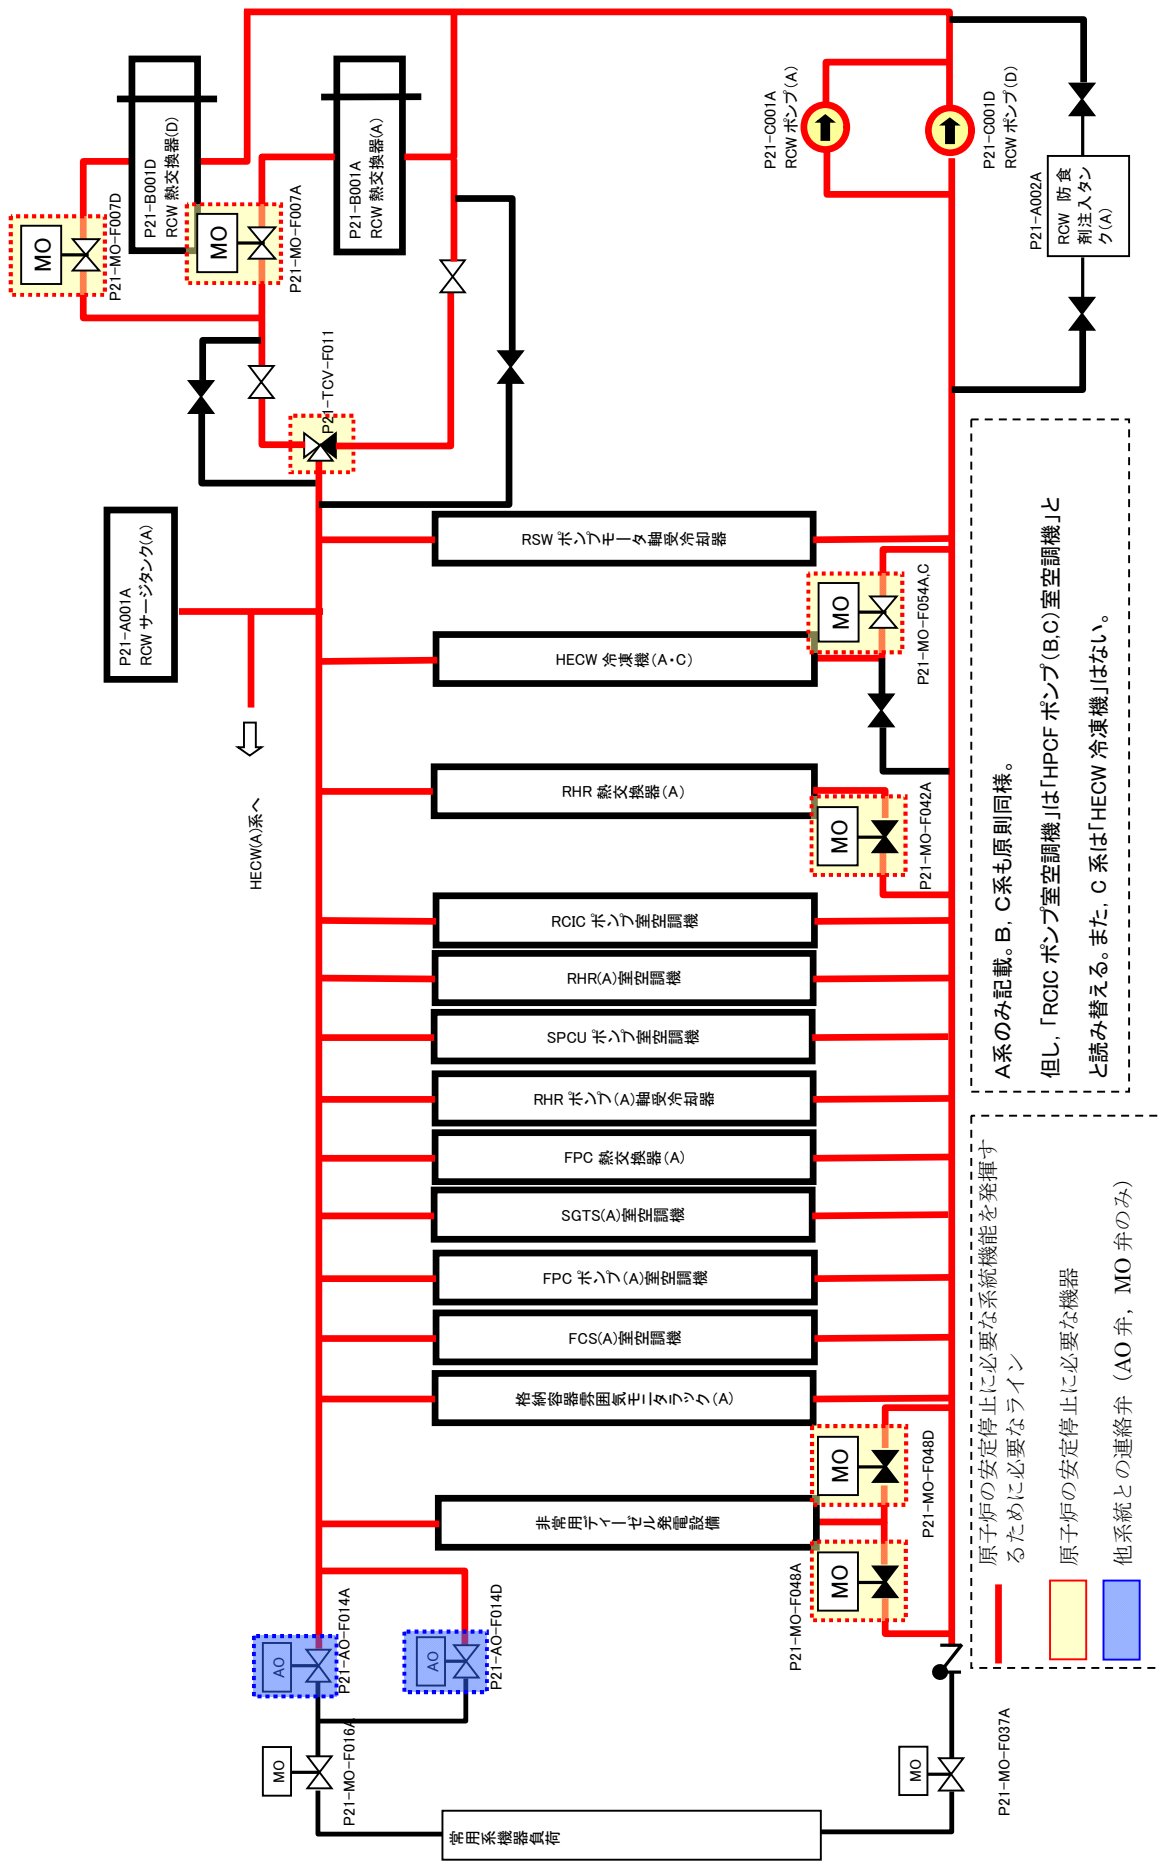 MO
P21-MO-F007D
P21-B001D
RCW 熱交換器(D)
MO
P21-MO-F007A
P21-B001A
RCW 熱交換器(A)
P21-TCV-F011
P21-C001A
RCW ポンプ(A)
P21-C001D
RCW ポンプ(D)
P21-A002A
RCW 防食
剤注入タン
ク(A)
P21-A001A
RCW サージタンク(A)
HECW(A)系へ
RSW ポンプモータ軸受冷却器
HECW 冷凍機(A・C)
MO
P21-MO-F054A,C
RHR 熱交換器(A)
MO
P21-MO-F042A
RCIC ポンプ室空調機
RHR(A)室空調機
SPCU ポンプ室空調機
RHR ポンプ(A)軸受冷却器
FPC 熱交換器(A)
SGTS(A)室空調機
FPC ポンプ(A)室空調機
FCS(A)室空調機
格納容器雰囲気モニタラック(A)
MO
P21-MO-F048D
非常用ディーゼル発電設備
MO
P21-MO-F048A
AO
P21-AO-F014A
AO
P21-AO-F014D
MO
P21-MO-F016A
MO
P21-MO-F037A
常用系機器負荷
A系のみ記載。B,C系も原則同様。
但し,「RCIC ポンプ室空調機」は「HPCF ポンプ(B,C)室空調機」と
と読み替える。また,C 系は「HECW 冷凍機」はない。
原子炉の安定停止に必要な系統機能を発揮す
るために必要なライン
原子炉の安定停止に必要な機器
他系統との連絡弁(AO 弁,MO 弁のみ)